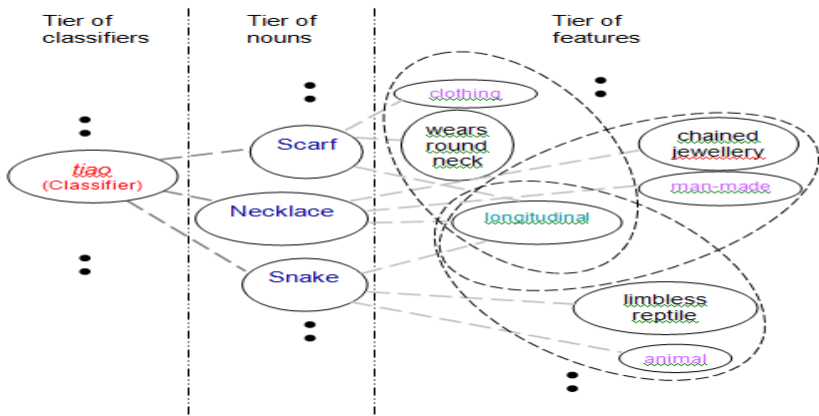 Tier of
classifiers
Tier of
nouns
Tier of
features
tiao
(Classifier)
Scarf
Necklace
Snake
clothing
wears
round
neck
longitudinal
chained
jewellery
man-made
limbless
reptile
animal